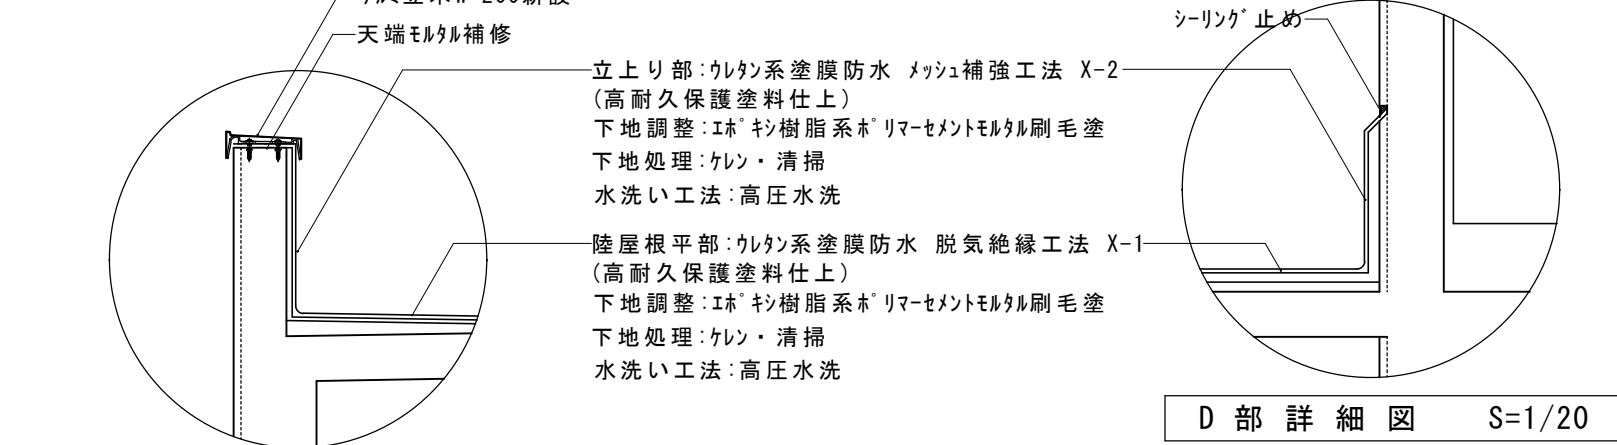 天端ﾓﾙﾀﾙ補修
シーリング止め
立上り部:ｳﾚﾀﾝ系塗膜防水 ﾒｯｼｭ補強工法 X-2
(高耐久保護塗料仕上)
下地調整:ｴﾎﾟｷｼ樹脂系ﾎﾟﾘﾏｰｾﾒﾝﾄﾓﾙﾀﾙ刷毛塗
下地処理:ｹﾚﾝ・清掃
水洗い工法:高圧水洗
陸屋根平部:ｳﾚﾀﾝ系塗膜防水 脱気絶縁工法 X-1
(高耐久保護塗料仕上)
下地調整:ｴﾎﾟｷｼ樹脂系ﾎﾟﾘﾏｰｾﾒﾝﾄﾓﾙﾀﾙ刷毛塗
下地処理:ｹﾚﾝ・清掃
水洗い工法:高圧水洗
D部詳細図 S=1/20